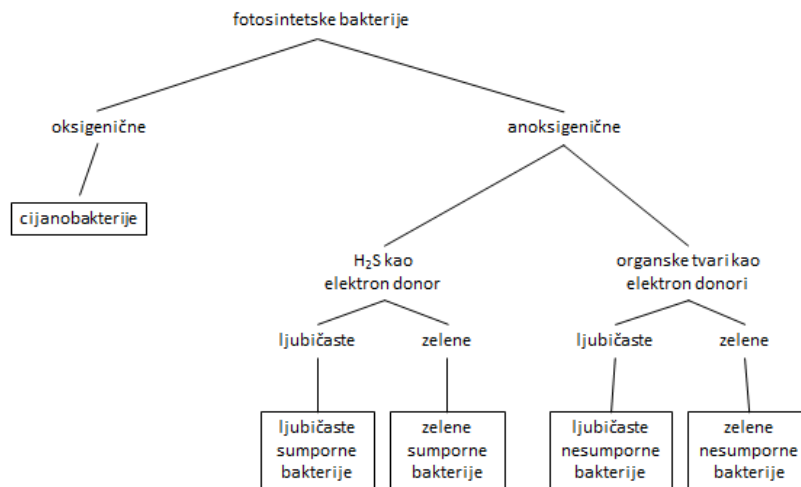 fotosintetske bakterije
oksigenične
anoksigenične
cijanobakterije
H₂S kao
elektron donor
organske tvari kao
elektron donori
ljubičaste
zelene
ljubičaste
zelene
ljubičaste
sumporne
bakterije
zelene
sumporne
bakterije
ljubičaste
nesumporne
bakterije
zelene
nesumporne
bakterije